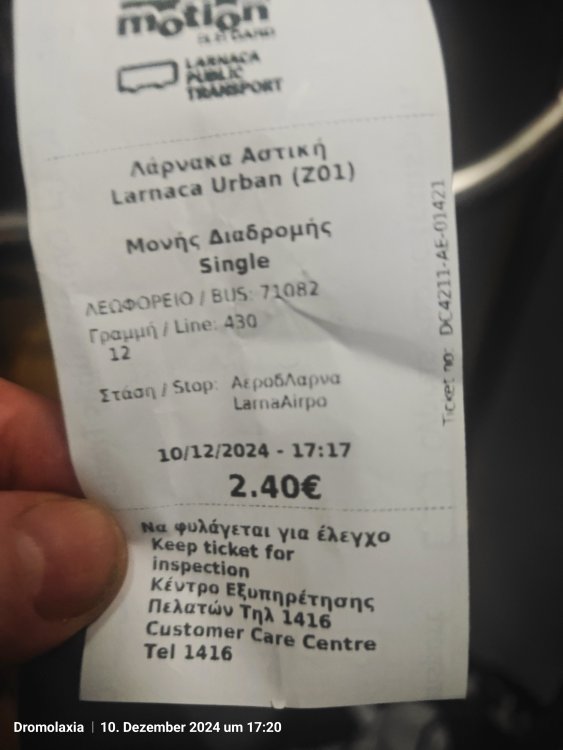 motion
LARNACA
PUBLIC
TRANSPORT
Λάρνακα Αστική
Larnaca Urban (Z01)
Μονής Διαδρομής
Single
ΛΕΩΦΟΡΕΙΟ / BUS: 71082
Γραμμή / Line: 430
12
Στάση / Stop: ΑεροδΛαρνα
LarnaAirpo
10/12/2024 - 17:17
2.40€
Να φυλάγεται για έλεγχο
Keep ticket for
inspection
Κέντρο Εξυπηρέτησης
Πελατών Τηλ 1416
Customer Care Centre
Tel 1416
Ticket no: DC4211-AE-01421
Dromolaxia | 10. Dezember 2024 um 17:20